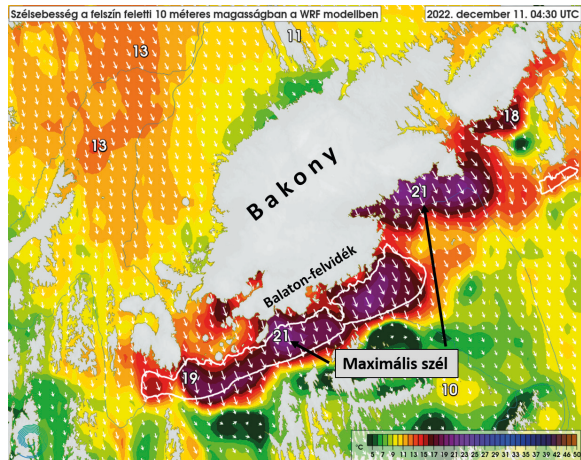 Szélsebesség a felszín feletti 10 méteres magasságban a WRF modellben
2022. december 11. 04:30 UTC
13
11
13
18
Bakony
21
Balaton-felvidék
21
Maximális szél
19
10
°C
5 7 9 11 13 15 17 19 21 23 25 27 29 31 33 35 37 39 42 46 50